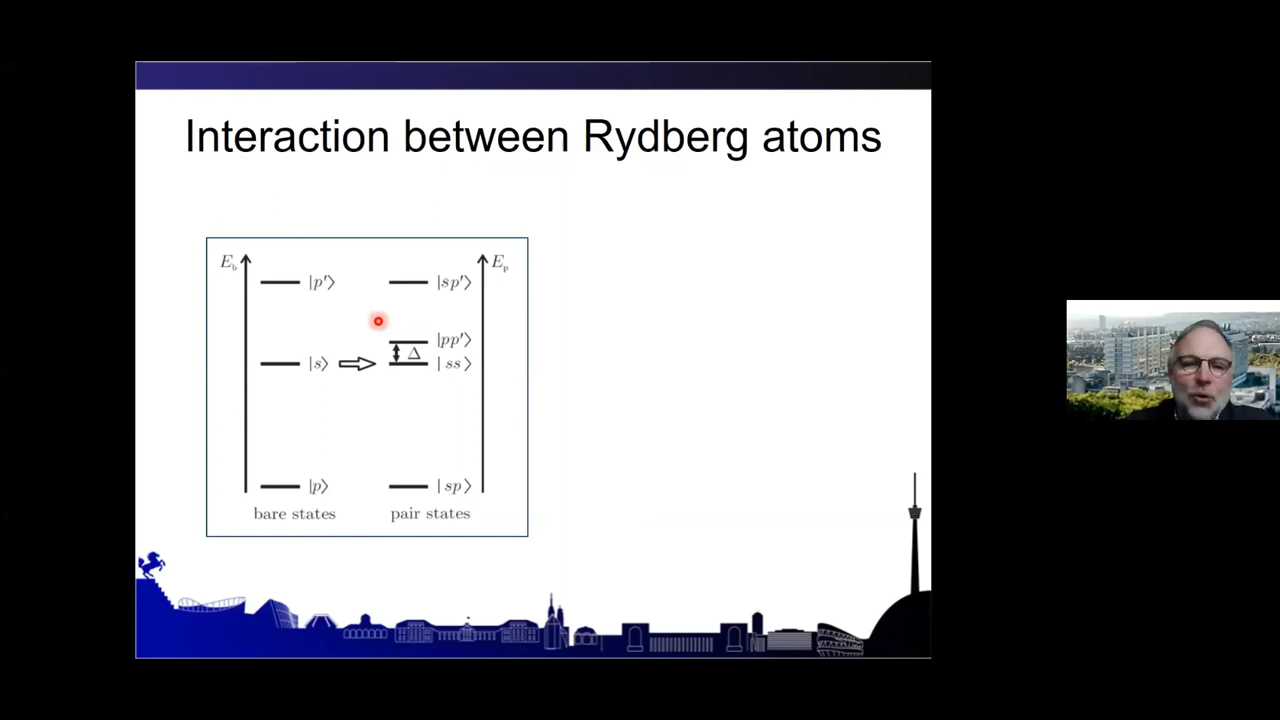 Interaction between Rydberg atoms
E_b
|p′⟩
|sp′⟩
E_p
|pp′⟩
Δ
|s⟩
|ss⟩
|p⟩
|sp⟩
bare states
pair states